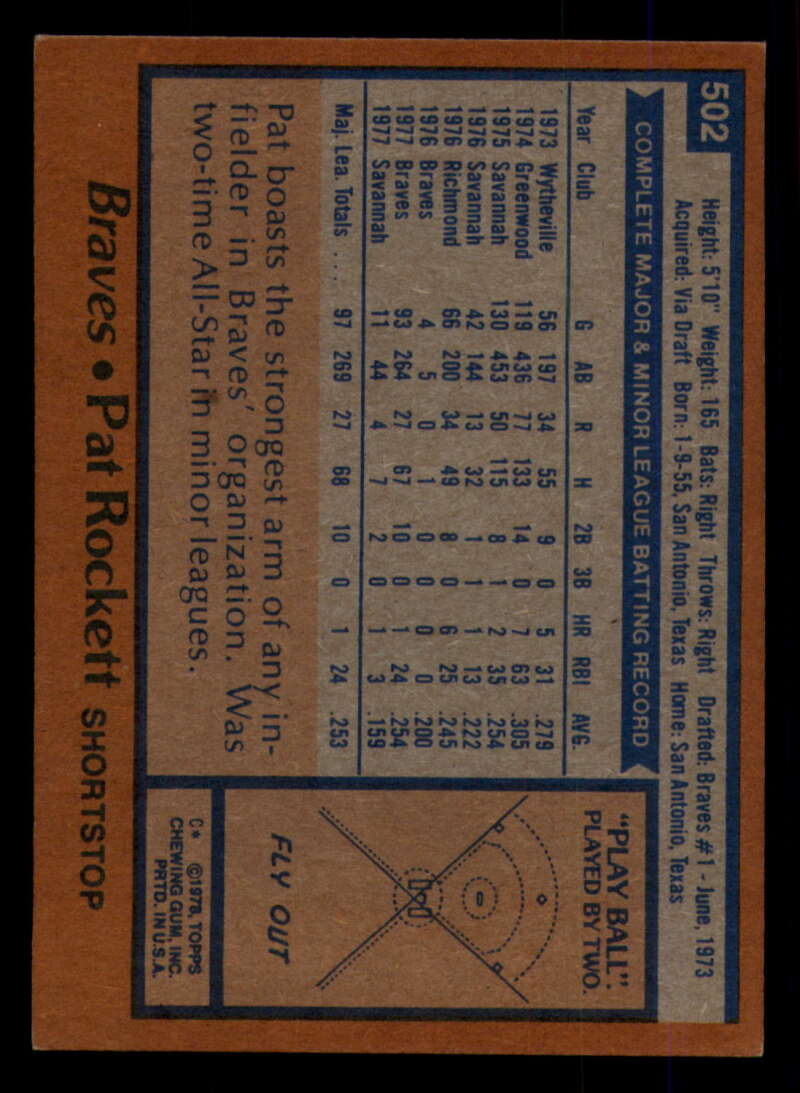 502
Height: 5'10" Weight: 165 Bats: Right Throws: Right Drafted: Braves #1 - June, 1973
Acquired: Via Draft Born: 1-9-55, San Antonio, Texas Home: San Antonio, Texas
COMPLETE MAJOR & MINOR LEAGUE BATTING RECORD
Year Club G AB R H 2B 3B HR RBI AVG.
1973 Wytheville 56 197 34 55 9 0 5 31 .279
1974 Greenwood 119 436 77 133 14 0 7 63 .305
1975 Savannah 130 453 50 115 8 1 2 35 .254
1976 Savannah 42 144 13 32 1 1 1 13 .222
1976 Richmond 66 200 34 49 8 0 6 25 .245
1976 Braves 4 5 0 1 0 0 0 0 .200
1977 Braves 93 264 27 67 10 0 1 24 .254
1977 Savannah 11 44 4 7 2 0 1 3 .159
Maj. Lea. Totals . . . 97 269 27 68 10 0 1 24 .253
Pat boasts the strongest arm of any in-
fielder in Braves' organization. Was
two-time All-Star in minor leagues.
"PLAY BALL".
PLAYED BY TWO.
FLY OUT
C* ©1978, TOPPS
CHEWING GUM, INC.
PRTD. IN U.S.A.
Braves • Pat Rockett SHORTSTOP